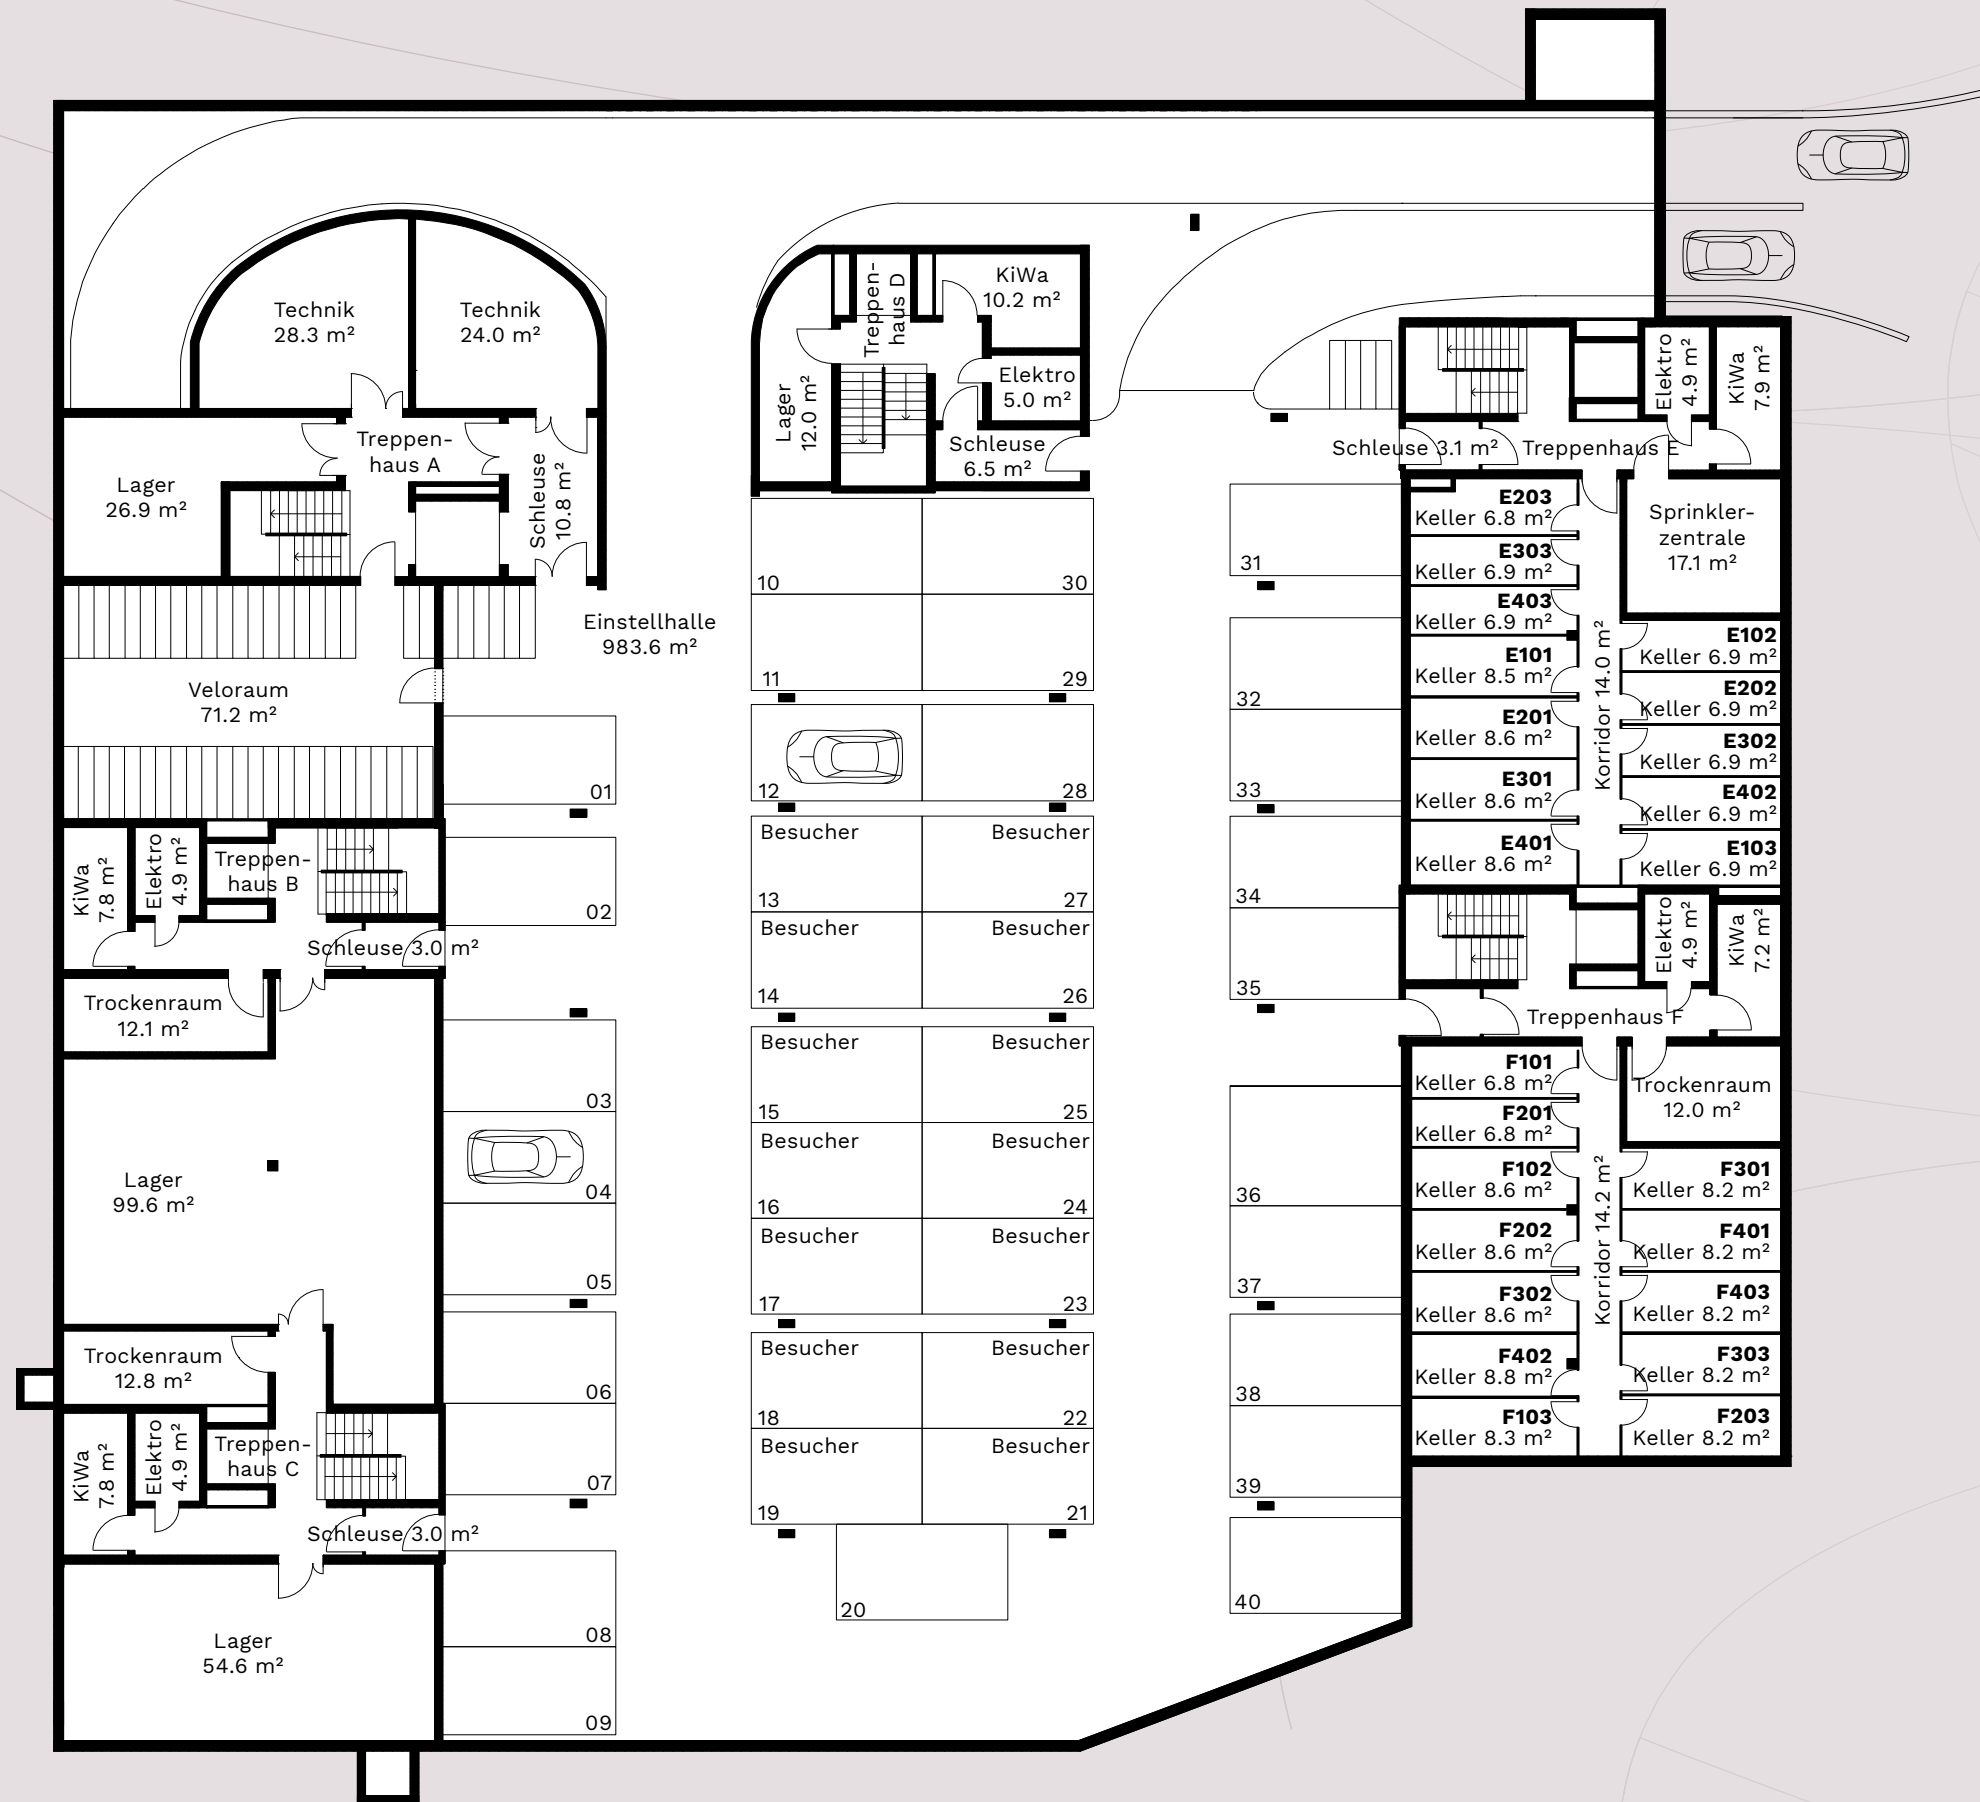 Technik
28.3 m²
Technik
24.0 m²
Lager
26.9 m²
Treppen-
haus A
Schleuse
10.8 m²
Veloraum
71.2 m²
Einstellhalle
983.6 m²
KiWa
7.8 m²
Elektro
4.9 m²
Treppen-
haus B
Schleuse 3.0 m²
Trockenraum
12.1 m²
Lager
99.6 m²
Trockenraum
12.8 m²
KiWa
7.8 m²
Elektro
4.9 m²
Treppen-
haus C
Schleuse 3.0 m²
Lager
54.6 m²
01
02
03
04
05
06
07
08
09
Lager
12.0 m²
Treppen-
haus D
KiWa
10.2 m²
Elektro
5.0 m²
Schleuse
6.5 m²
10
30
11
29
12
28
Besucher
Besucher
13
27
Besucher
Besucher
14
26
Besucher
Besucher
15
25
Besucher
Besucher
16
24
Besucher
Besucher
17
23
Besucher
Besucher
18
22
Besucher
Besucher
19
21
20
31
32
33
34
35
36
37
38
39
40
Schleuse 3.1 m²
Treppenhaus E
Elektro
4.9 m²
KiWa
7.9 m²
Sprinkler-
zentrale
17.1 m²
E203
Keller 6.8 m²
E303
Keller 6.9 m²
E403
Keller 6.9 m²
E101
Keller 8.5 m²
E201
Keller 8.6 m²
E301
Keller 8.6 m²
E401
Keller 8.6 m²
Korridor 14.0 m²
E102
Keller 6.9 m²
E202
Keller 6.9 m²
E302
Keller 6.9 m²
E402
Keller 6.9 m²
E103
Keller 6.9 m²
Elektro
4.9 m²
KiWa
7.2 m²
Treppenhaus F
Trockenraum
12.0 m²
F101
Keller 6.8 m²
F201
Keller 6.8 m²
F102
Keller 8.6 m²
F202
Keller 8.6 m²
F302
Keller 8.6 m²
F402
Keller 8.8 m²
F103
Keller 8.3 m²
Korridor 14.2 m²
F301
Keller 8.2 m²
F401
Keller 8.2 m²
F403
Keller 8.2 m²
F303
Keller 8.2 m²
F203
Keller 8.2 m²